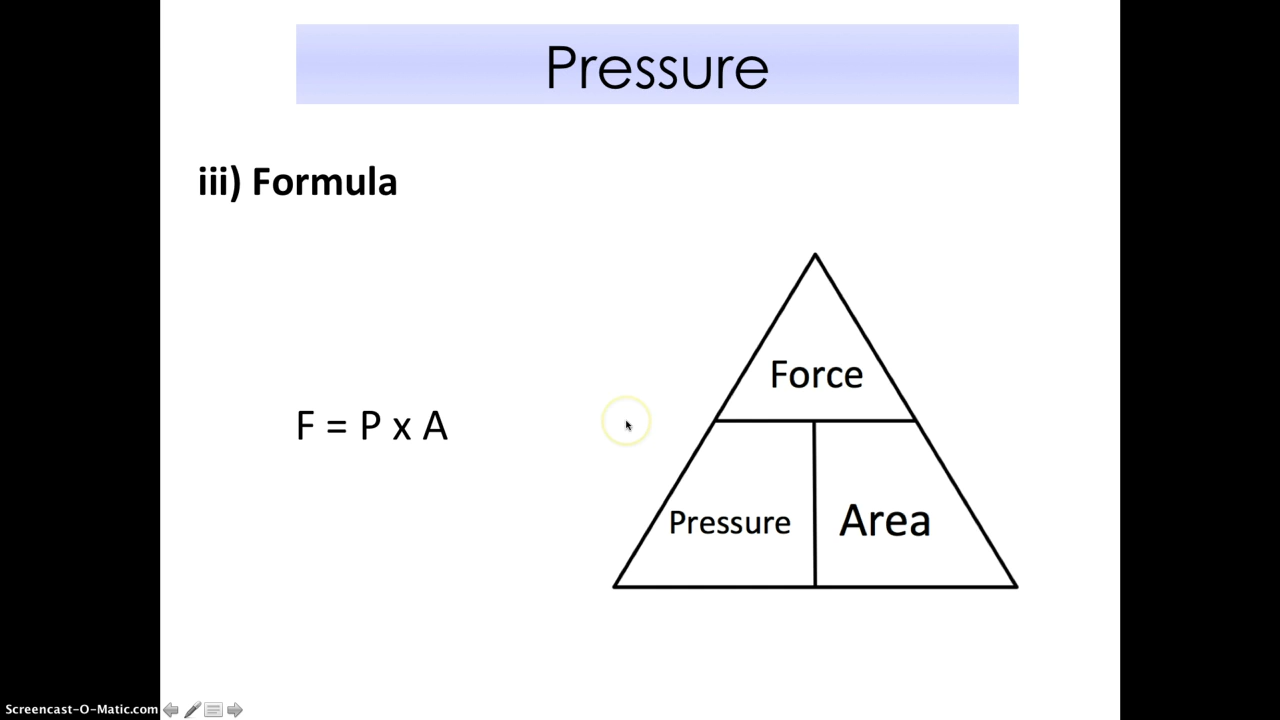 Pressure
iii) Formula
Force
F = P x A
Pressure
Area
Screencast-O-Matic.com